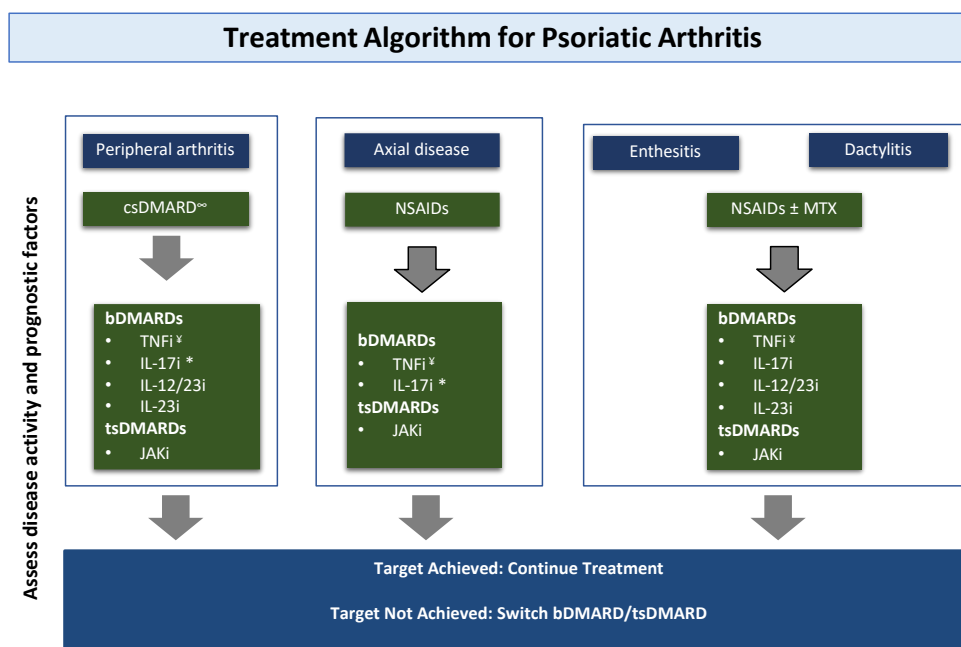 Treatment Algorithm for Psoriatic Arthritis
Assess disease activity and prognostic factors
Peripheral arthritis
csDMARD∞
bDMARDs
• TNFi ¥
• IL-17i *
• IL-12/23i
• IL-23i
tsDMARDs
• JAKi
Axial disease
NSAIDs
bDMARDs
• TNFi ¥
• IL-17i *
tsDMARDs
• JAKi
Enthesitis
Dactylitis
NSAIDs ± MTX
bDMARDs
• TNFi ¥
• IL-17i
• IL-12/23i
• IL-23i
tsDMARDs
• JAKi
Target Achieved: Continue Treatment
Target Not Achieved: Switch bDMARD/tsDMARD